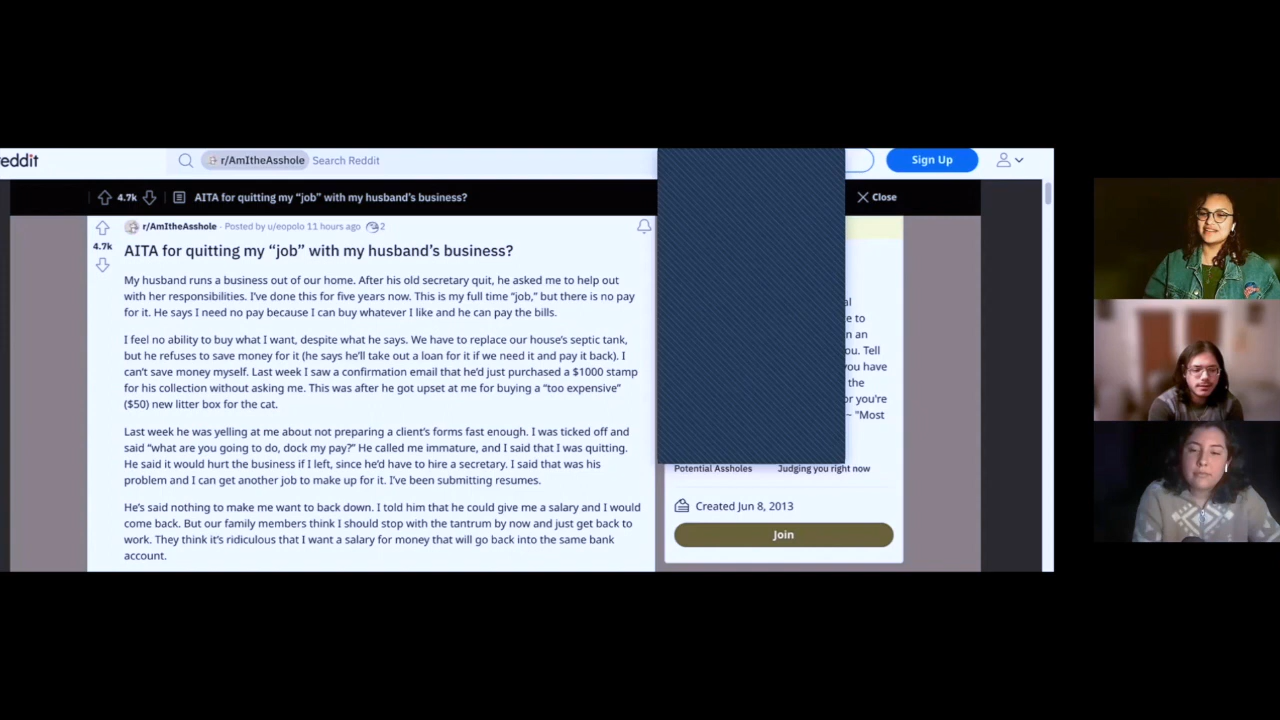 reddit
r/AmItheAsshole Search Reddit
Sign Up
4.7k AITA for quitting my “job” with my husband’s business?
Close
r/AmItheAsshole · Posted by u/eopolo 11 hours ago 2
4.7k
AITA for quitting my “job” with my husband’s business?
My husband runs a business out of our home. After his old secretary quit, he asked me to help out
with her responsibilities. I’ve done this for five years now. This is my full time “job,” but there is no pay
for it. He says I need no pay because I can buy whatever I like and he can pay the bills.
I feel no ability to buy what I want, despite what he says. We have to replace our house’s septic tank,
but he refuses to save money for it (he says he’ll take out a loan for it if we need it and pay it back). I
can’t save money myself. Last week I saw a confirmation email that he’d just purchased a $1000 stamp
for his collection without asking me. This was after he got upset at me for buying a “too expensive”
($50) new litter box for the cat.
Last week he was yelling at me about not preparing a client’s forms fast enough. I was ticked off and
said “what are you going to do, dock my pay?” He called me immature, and I said that I was quitting.
He said it would hurt the business if I left, since he’d have to hire a secretary. I said that was his
problem and I can get another job to make up for it. I’ve been submitting resumes.
He’s said nothing to make me want to back down. I told him that he could give me a salary and I would
come back. But our family members think I should stop with the tantrum by now and just get back to
work. They think it’s ridiculous that I want a salary for money that will go back into the same bank
account.
al
e to
n an
ou. Tell
you have
the
or you're
~ "Most
Potential Assholes Judging you right now
Created Jun 8, 2013
Join